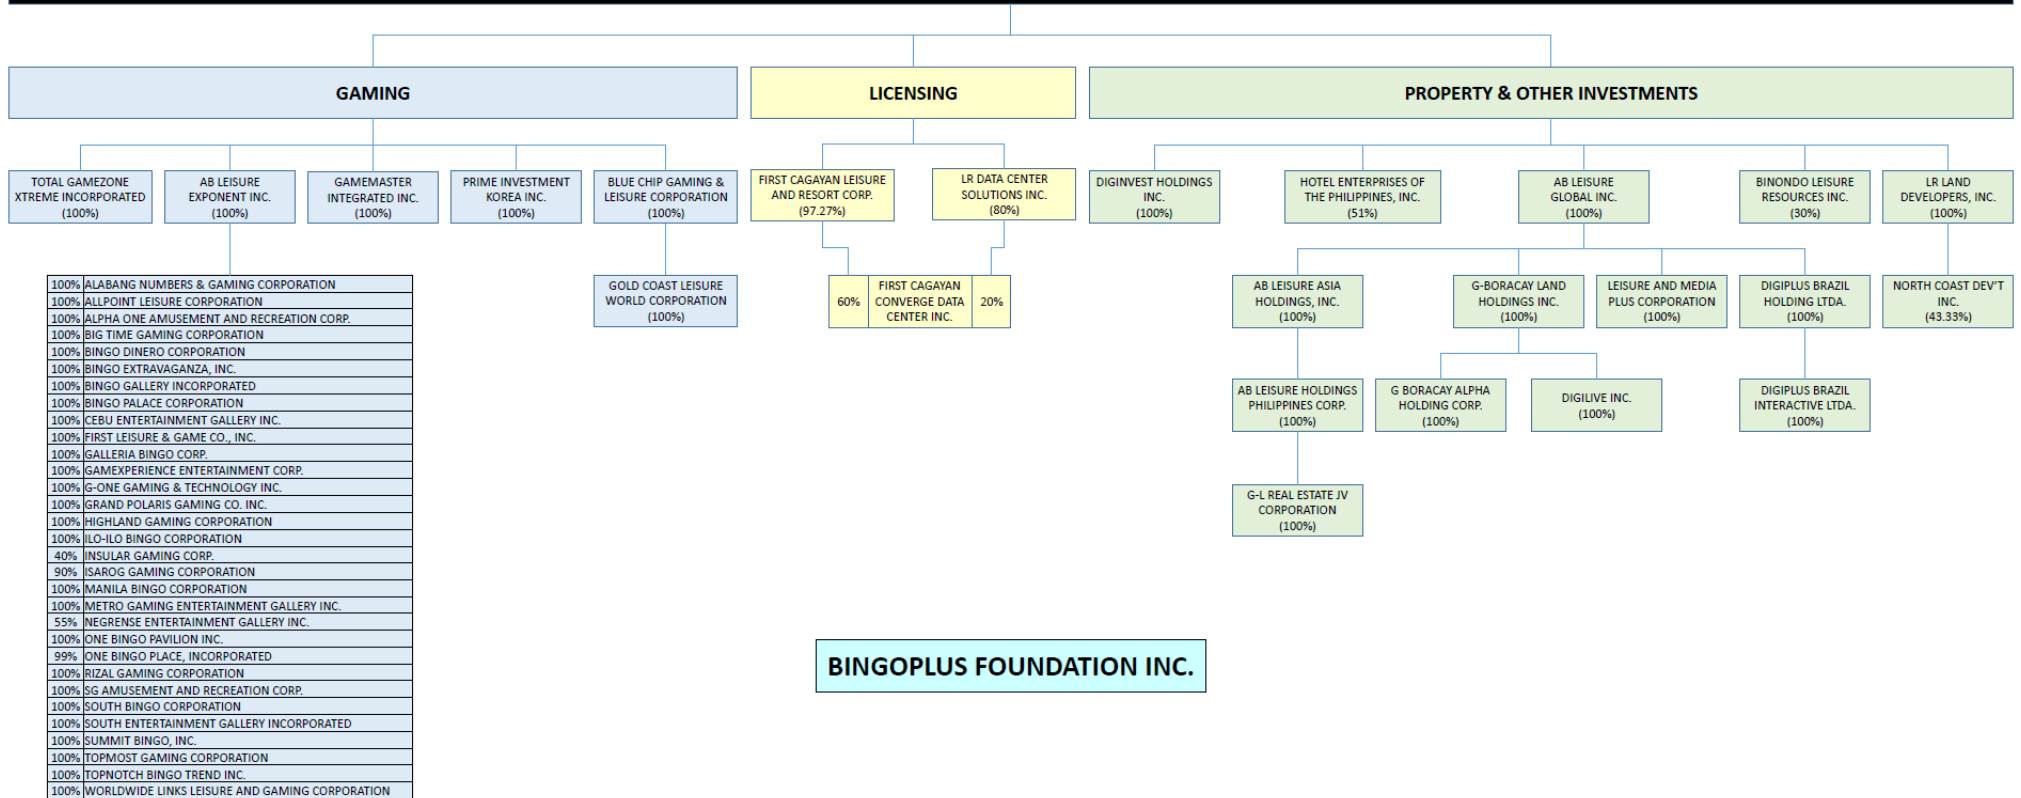 GAMING
LICENSING
PROPERTY & OTHER INVESTMENTS
TOTAL GAMEZONE
XTREME INCORPORATED
(100%)
AB LEISURE
EXPONENT INC.
(100%)
GAMEMASTER
INTEGRATED INC.
(100%)
PRIME INVESTMENT
KOREA INC.
(100%)
BLUE CHIP GAMING &
LEISURE CORPORATION
(100%)
FIRST CAGAYAN LEISURE
AND RESORT CORP.
(97.27%)
LR DATA CENTER
SOLUTIONS INC.
(80%)
DIGINVEST HOLDINGS
INC.
(100%)
HOTEL ENTERPRISES OF
THE PHILIPPINES, INC.
(51%)
AB LEISURE
GLOBAL INC.
(100%)
BINONDO LEISURE
RESOURCES INC.
(30%)
LR LAND
DEVELOPERS, INC.
(100%)
100% ALABANG NUMBERS & GAMING CORPORATION
100% ALLPOINT LEISURE CORPORATION
100% ALPHA ONE AMUSEMENT AND RECREATION CORP.
100% BIG TIME GAMING CORPORATION
100% BINGO DINERO CORPORATION
100% BINGO EXTRAVAGANZA, INC.
100% BINGO GALLERY INCORPORATED
100% BINGO PALACE CORPORATION
100% CEBU ENTERTAINMENT GALLERY INC.
100% FIRST LEISURE & GAME CO., INC.
100% GALLERIA BINGO CORP.
100% GAMEXPERIENCE ENTERTAINMENT CORP.
100% G-ONE GAMING & TECHNOLOGY INC.
100% GRAND POLARIS GAMING CO. INC.
100% HIGHLAND GAMING CORPORATION
100% ILO-ILO BINGO CORPORATION
40% INSULAR GAMING CORP.
90% ISAROG GAMING CORPORATION
100% MANILA BINGO CORPORATION
100% METRO GAMING ENTERTAINMENT GALLERY INC.
55% NEGRENSE ENTERTAINMENT GALLERY INC.
100% ONE BINGO PAVILION INC.
99% ONE BINGO PLACE, INCORPORATED
100% RIZAL GAMING CORPORATION
100% SG AMUSEMENT AND RECREATION CORP.
100% SOUTH BINGO CORPORATION
100% SOUTH ENTERTAINMENT GALLERY INCORPORATED
100% SUMMIT BINGO, INC.
100% TOPMOST GAMING CORPORATION
100% TOPNOTCH BINGO TREND INC.
100% WORLDWIDE LINKS LEISURE AND GAMING CORPORATION
GOLD COAST LEISURE
WORLD CORPORATION
(100%)
60%
FIRST CAGAYAN
CONVERGE DATA
CENTER INC.
20%
AB LEISURE ASIA
HOLDINGS, INC.
(100%)
G-BORACAY LAND
HOLDINGS INC.
(100%)
LEISURE AND MEDIA
PLUS CORPORATION
(100%)
DIGIPLUS BRAZIL
HOLDING LTDA.
(100%)
NORTH COAST DEV'T
INC.
(43.33%)
AB LEISURE HOLDINGS
PHILIPPINES CORP.
(100%)
G BORACAY ALPHA
HOLDING CORP.
(100%)
DIGILIVE INC.
(100%)
DIGIPLUS BRAZIL
INTERACTIVE LTDA.
(100%)
G-L REAL ESTATE JV
CORPORATION
(100%)
BINGOPLUS FOUNDATION INC.